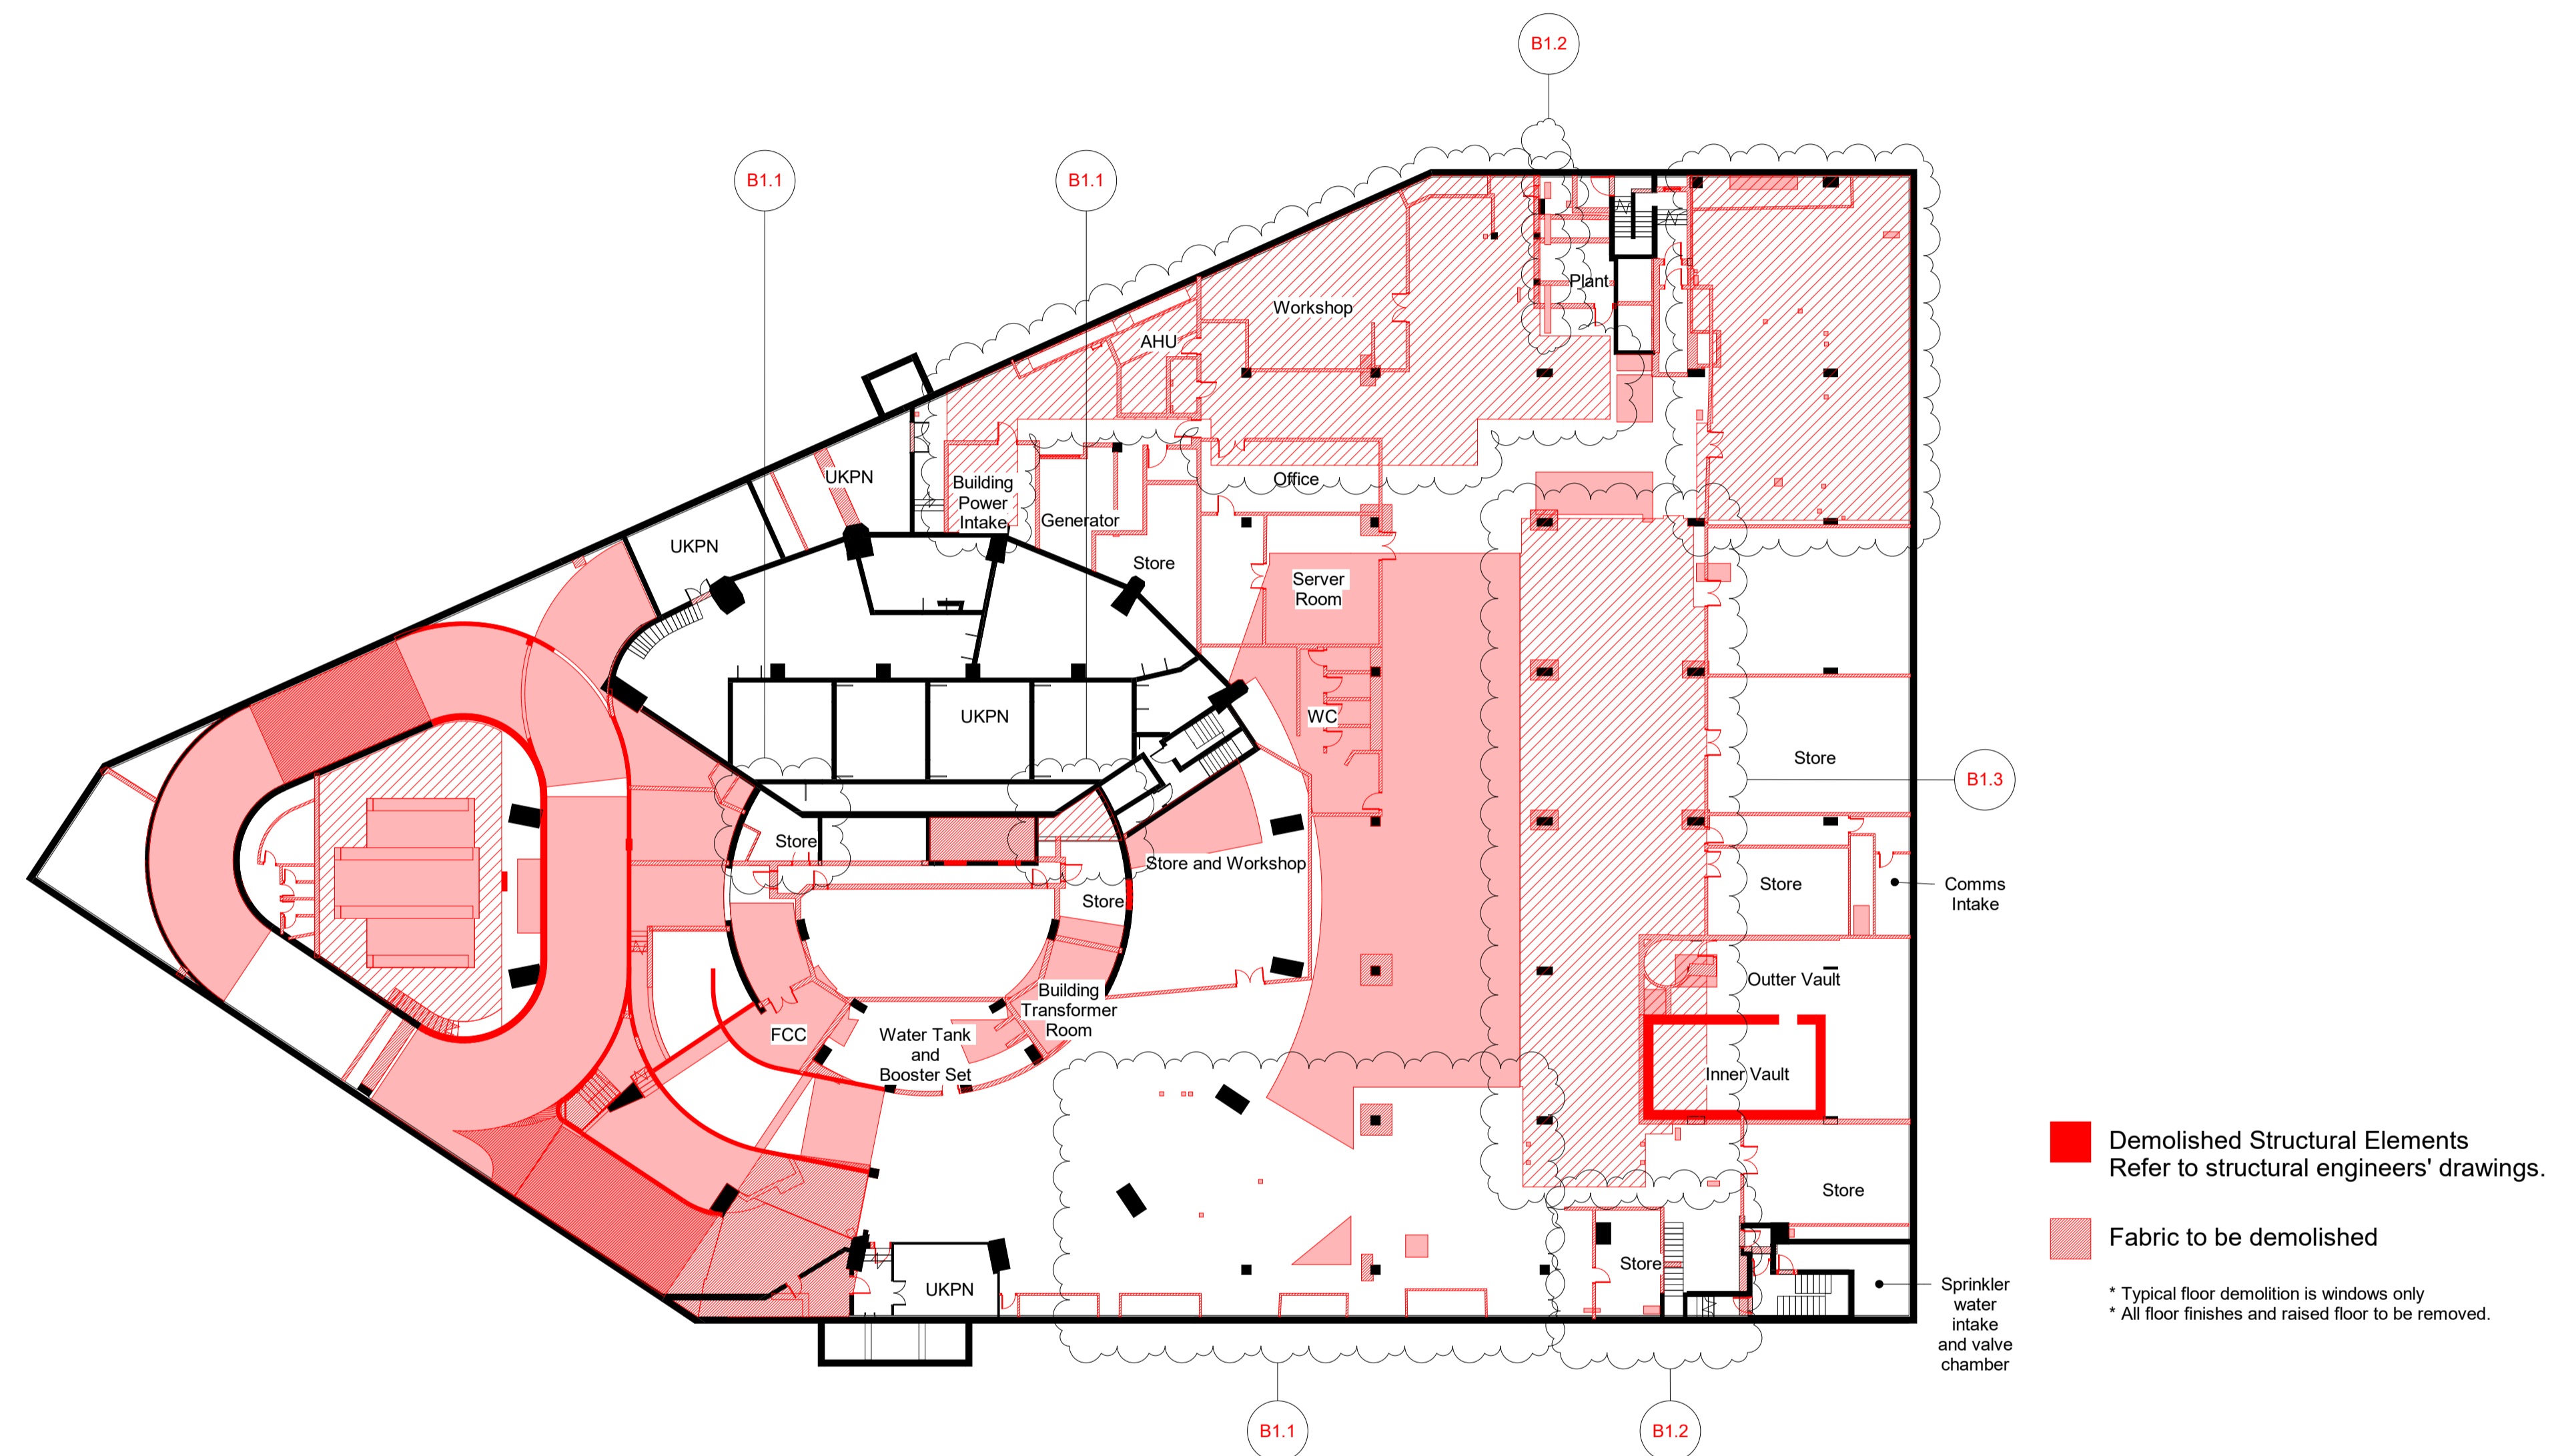 B1.2
B1.1
B1.1
Plant
Workshop
AHU
UKPN
Building
Power
Intake
Office
Generator
UKPN
Store
Server
Room
UKPN
WC
Store
B1.3
Store
Store and Workshop
Store
Store
Comms
Intake
Outter Vault
Building
Transformer
Room
FCC
Water Tank
and
Booster Set
Inner Vault
Store
Store
UKPN
Sprinkler
water
intake
and valve
chamber
B1.1
B1.2
Demolished Structural Elements
Refer to structural engineers' drawings.
Fabric to be demolished
* Typical floor demolition is windows only
* All floor finishes and raised floor to be removed.